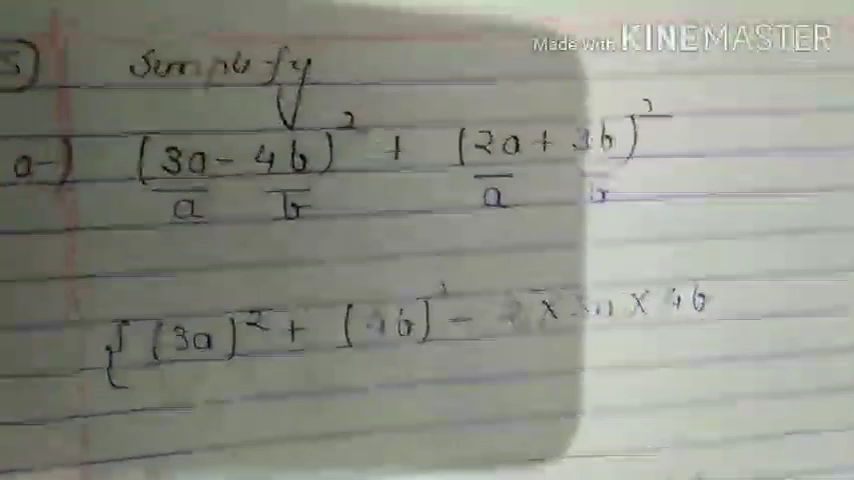 Made with KINEMASTER
5)
Simplify
a-) (3a - 4b)² + (2a + 3b)²
a b a b
{ (3a)² + (4b)² - 2 x 3a x 4b